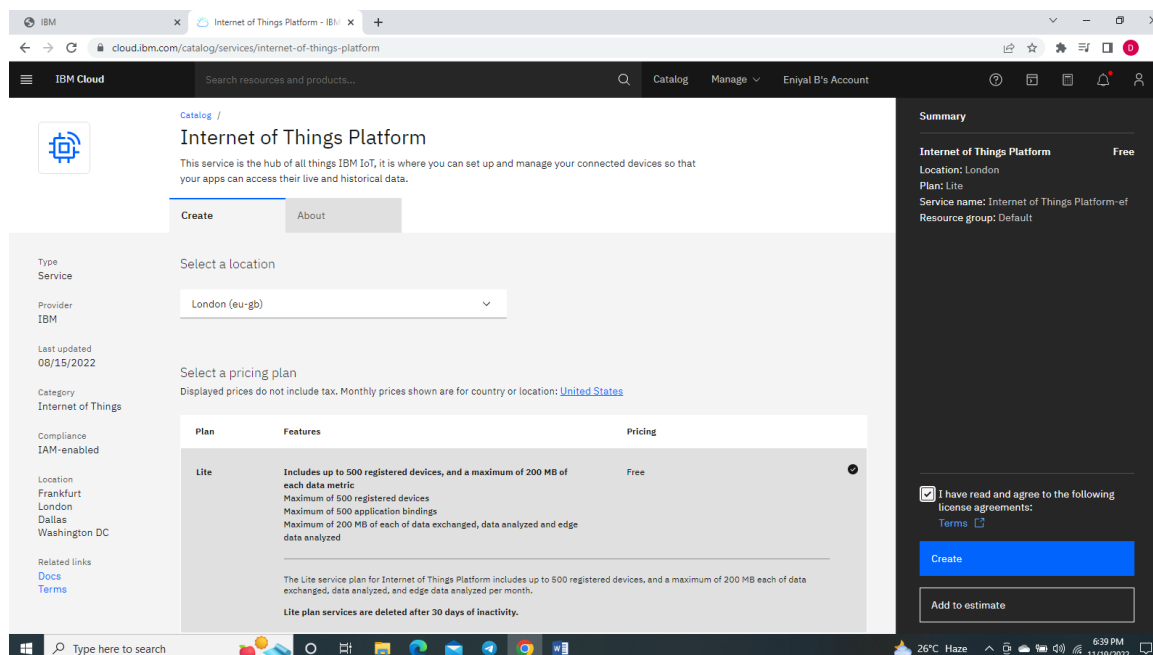 IBM
Internet of Things Platform - IBM
cloud.ibm.com/catalog/services/internet-of-things-platform
D
IBM Cloud
Search resources and products...
Catalog
Manage
Eniyal B's Account
Catalog /
Internet of Things Platform
This service is the hub of all things IBM IoT, it is where you can set up and manage your connected devices so that
your apps can access their live and historical data.
Create
About
Type
Service
Provider
IBM
Last updated
08/15/2022
Category
Internet of Things
Compliance
IAM-enabled
Location
Frankfurt
London
Dallas
Washington DC
Related links
Docs
Terms
Select a location
London (eu-gb)
Select a pricing plan
Displayed prices do not include tax. Monthly prices shown are for country or location: United States
Plan Features Pricing
Lite
Includes up to 500 registered devices, and a maximum of 200 MB of
each data metric
Maximum of 500 registered devices
Maximum of 500 application bindings
Maximum of 200 MB of each of data exchanged, data analyzed and edge
data analyzed
Free
The Lite service plan for Internet of Things Platform includes up to 500 registered devices, and a maximum of 200 MB each of data
exchanged, data analyzed, and edge data analyzed per month.
Lite plan services are deleted after 30 days of inactivity.
Summary
Internet of Things Platform Free
Location: London
Plan: Lite
Service name: Internet of Things Platform-ef
Resource group: Default
I have read and agree to the following
license agreements:
Terms
Create
Add to estimate
Type here to search
26°C Haze
6:39 PM
11/19/2022